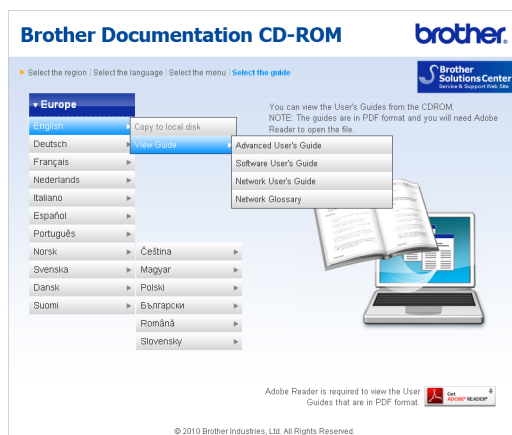 Brother Documentation CD-ROM
brother
Select the region | Select the language | Select the menu | Select the guide
Brother
Solutions Center
Service & Support Web Site
Europe
You can view the User's Guides from the CDROM.
NOTE: The guides are in PDF format and you will need Adobe
Reader to open the file.
English
Copy to local disk
Deutsch
View Guide
Advanced User's Guide
Français
Software User's Guide
Nederlands
Network User's Guide
Italiano
Network Glossary
Español
Português
Norsk
Čeština
Svenska
Magyar
Dansk
Polski
Suomi
Български
Română
Slovensky
Adobe Reader is required to view the User
Guides that are in PDF format.
Get
ADOBE® READER®
© 2010 Brother Industries, Ltd. All Rights Reserved.